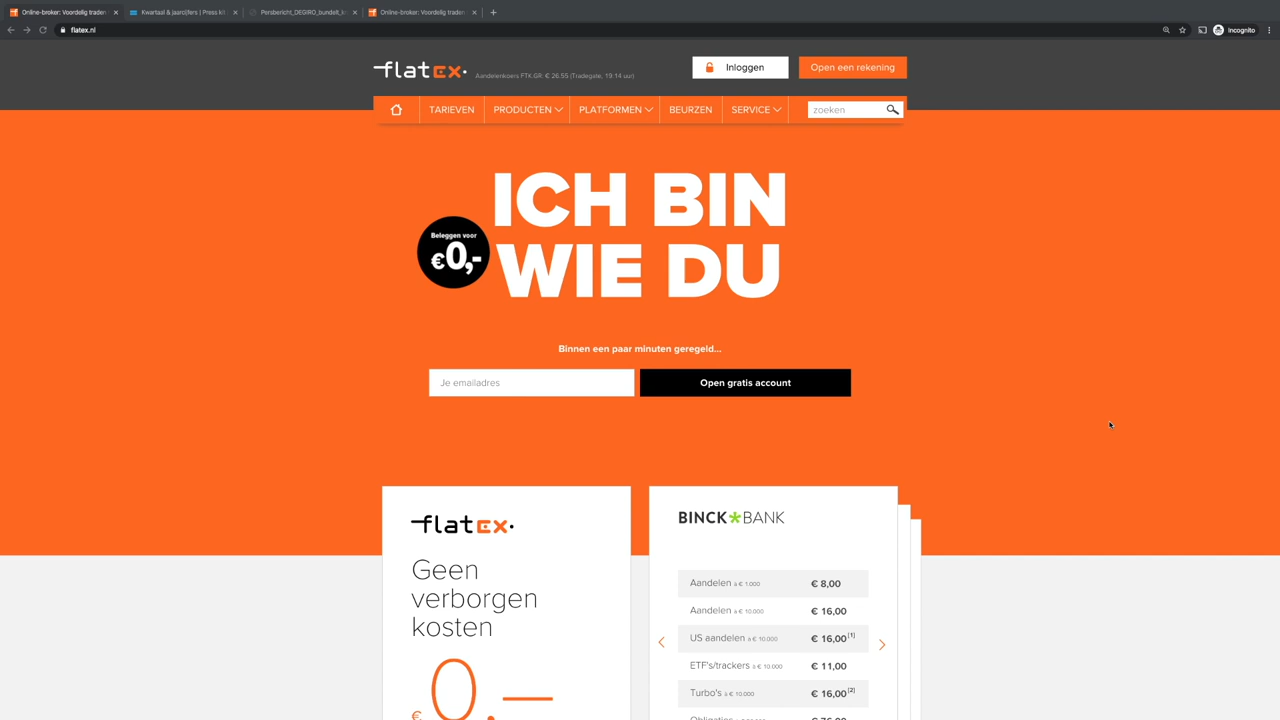 Online-broker: Voordelig traden
Kwartaal & jaarcijfers | Press kit
Persbericht_DEGIRO_bundelt_k
Online-broker: Voordelig traden
flatex.nl
Incognito
flatex.
Aandelenkoers FTK.GR: € 26.55 (Tradegate, 19:14 uur)
Inloggen
Open een rekening
TARIEVEN
PRODUCTEN
PLATFORMEN
BEURZEN
SERVICE
zoeken
ICH BIN
WIE DU
Beleggen voor
€0,-
Binnen een paar minuten geregeld...
Je emailadres
Open gratis account
flatex.
Geen
verborgen
kosten
€ 0.—
BINCK*BANK
Aandelen à € 1.000 € 8,00
Aandelen à € 10.000 € 16,00
US aandelen à € 10.000 € 16,00 [1]
ETF's/trackers à € 10.000 € 11,00
Turbo's à € 10.000 € 16,00 [2]